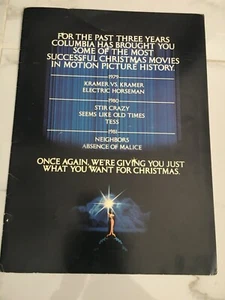 FOR THE PAST THREE YEARS
COLUMBIA HAS BROUGHT YOU
SOME OF THE MOST
SUCCESSFUL CHRISTMAS MOVIES
IN MOTION PICTURE HISTORY.
1979
KRAMER VS. KRAMER
ELECTRIC HORSEMAN
1980
STIR CRAZY
SEEMS LIKE OLD TIMES
TESS
1981
NEIGHBORS
ABSENCE OF MALICE
ONCE AGAIN, WE'RE GIVING YOU JUST
WHAT YOU WANT FOR CHRISTMAS.